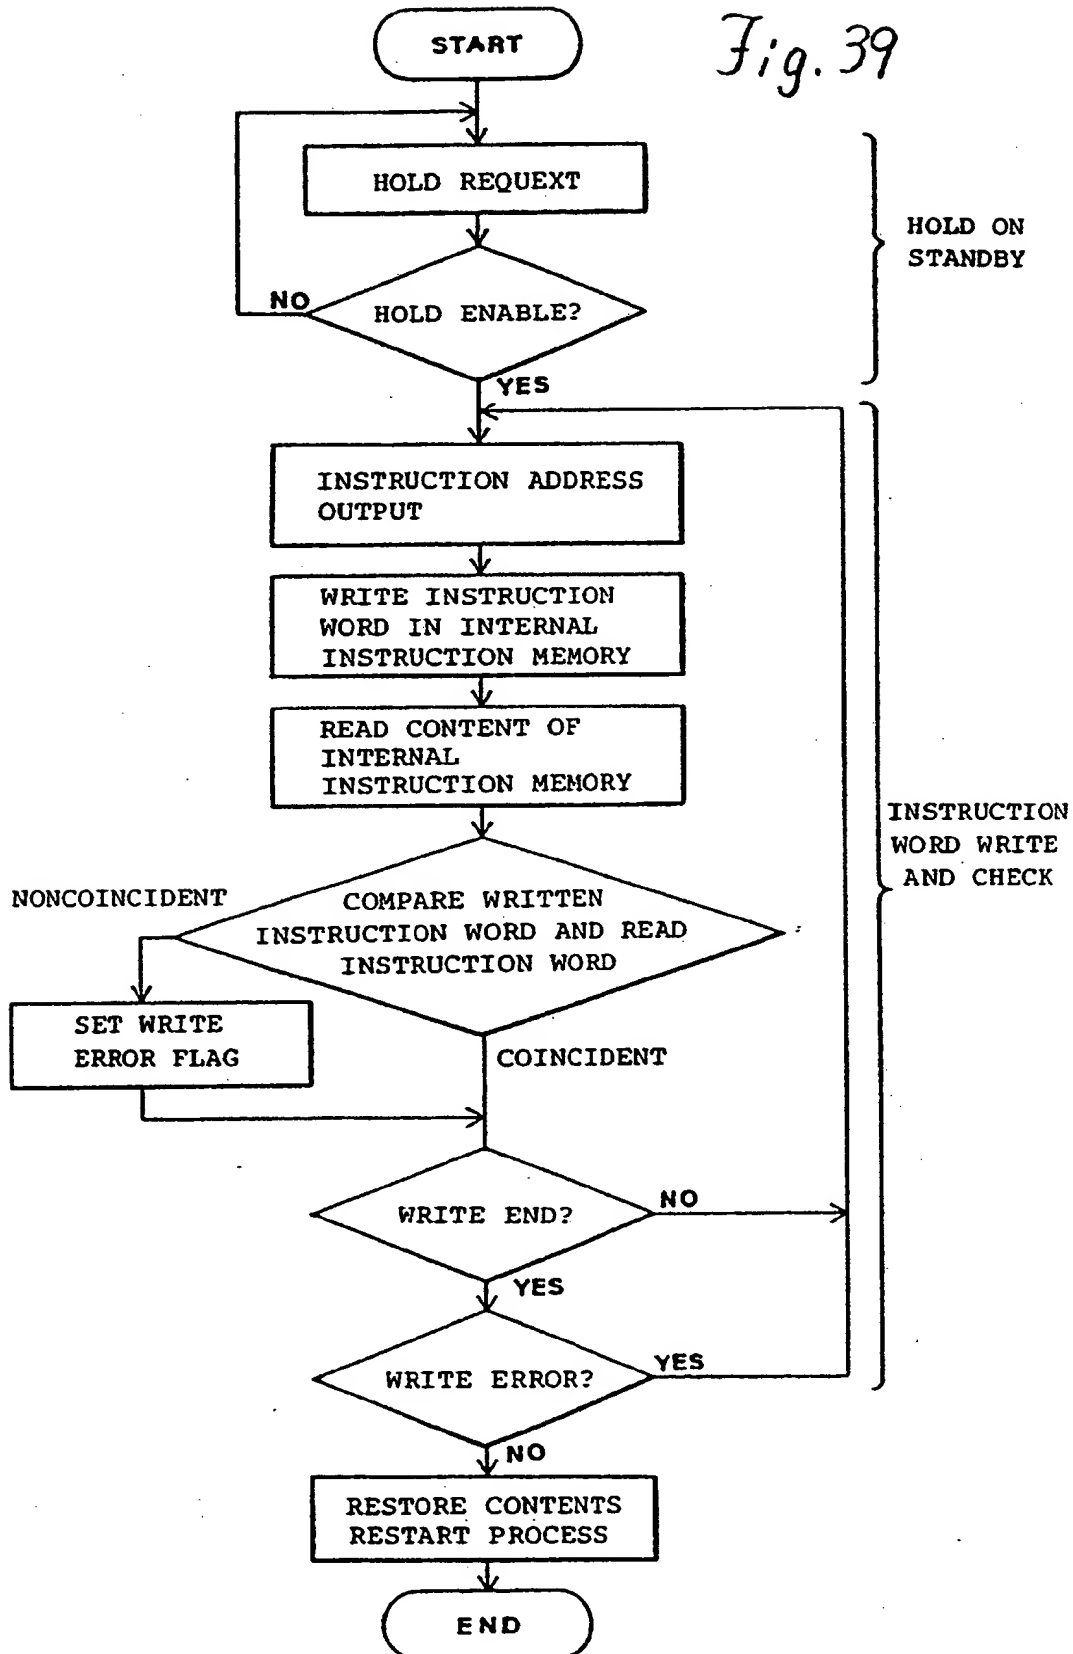 START
Fig. 39
HOLD REQUEXT
HOLD ON
STANDBY
NO
HOLD ENABLE?
YES
INSTRUCTION ADDRESS
OUTPUT
WRITE INSTRUCTION
WORD IN INTERNAL
INSTRUCTION MEMORY
READ CONTENT OF
INTERNAL
INSTRUCTION MEMORY
INSTRUCTION
WORD WRITE
AND CHECK
NONCOINCIDENT
COMPARE WRITTEN
INSTRUCTION WORD AND READ
INSTRUCTION WORD
SET WRITE
ERROR FLAG
COINCIDENT
WRITE END?
NO
YES
WRITE ERROR?
YES
NO
RESTORE CONTENTS
RESTART PROCESS
END